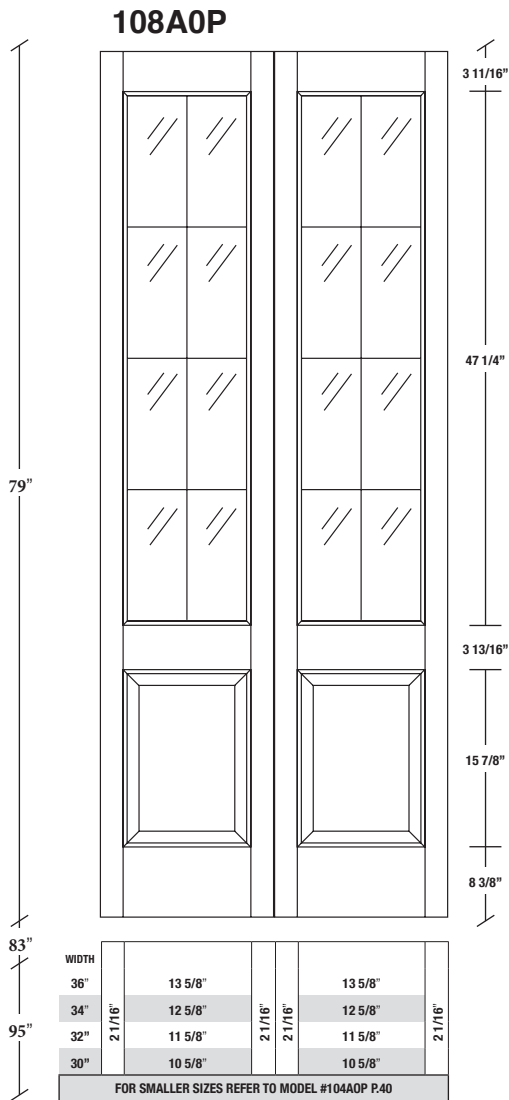 108A0P
3 11/16"
47 1/4"
79"
3 13/16"
15 7/8"
8 3/8"
83"
WIDTH
36" 13 5/8" 13 5/8"
34" 12 5/8" 12 5/8"
95"
32" 11 5/8" 11 5/8"
30" 10 5/8" 10 5/8"
2 1/16"
2 1/16"
2 1/16"
2 1/16"
FOR SMALLER SIZES REFER TO MODEL #104AOP P.40